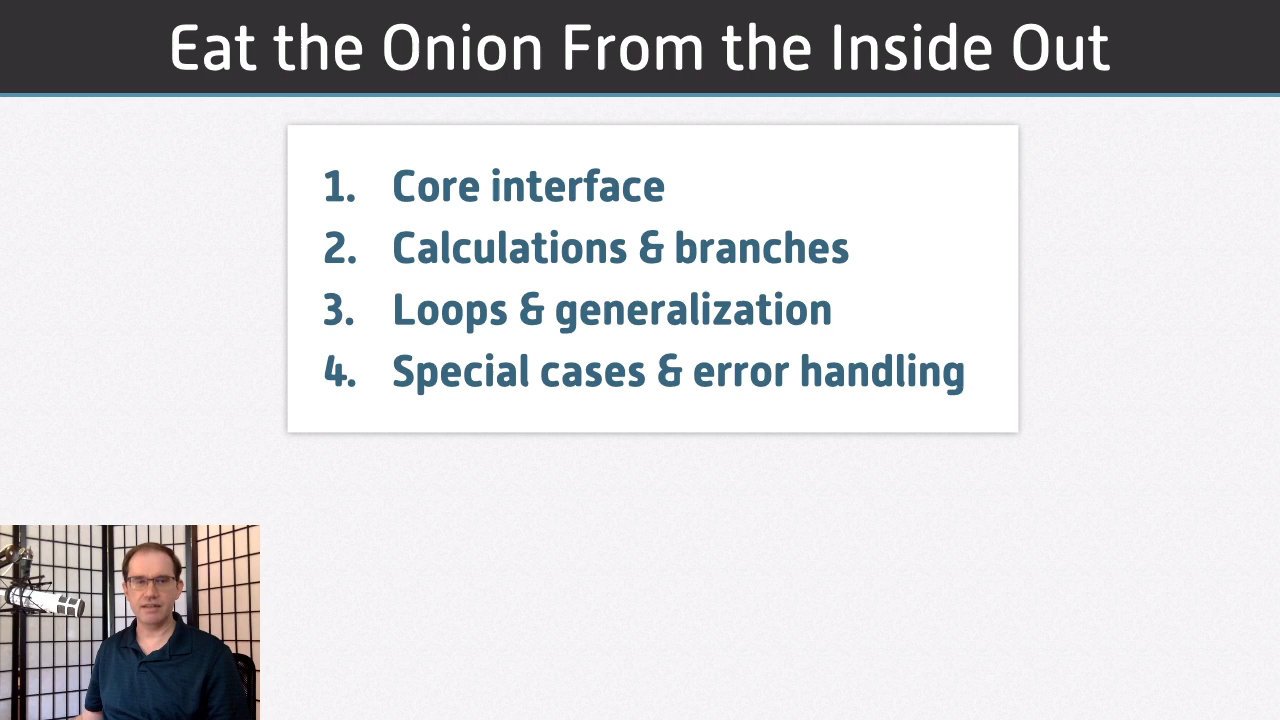 Eat the Onion From the Inside Out
1. Core interface
2. Calculations & branches
3. Loops & generalization
4. Special cases & error handling